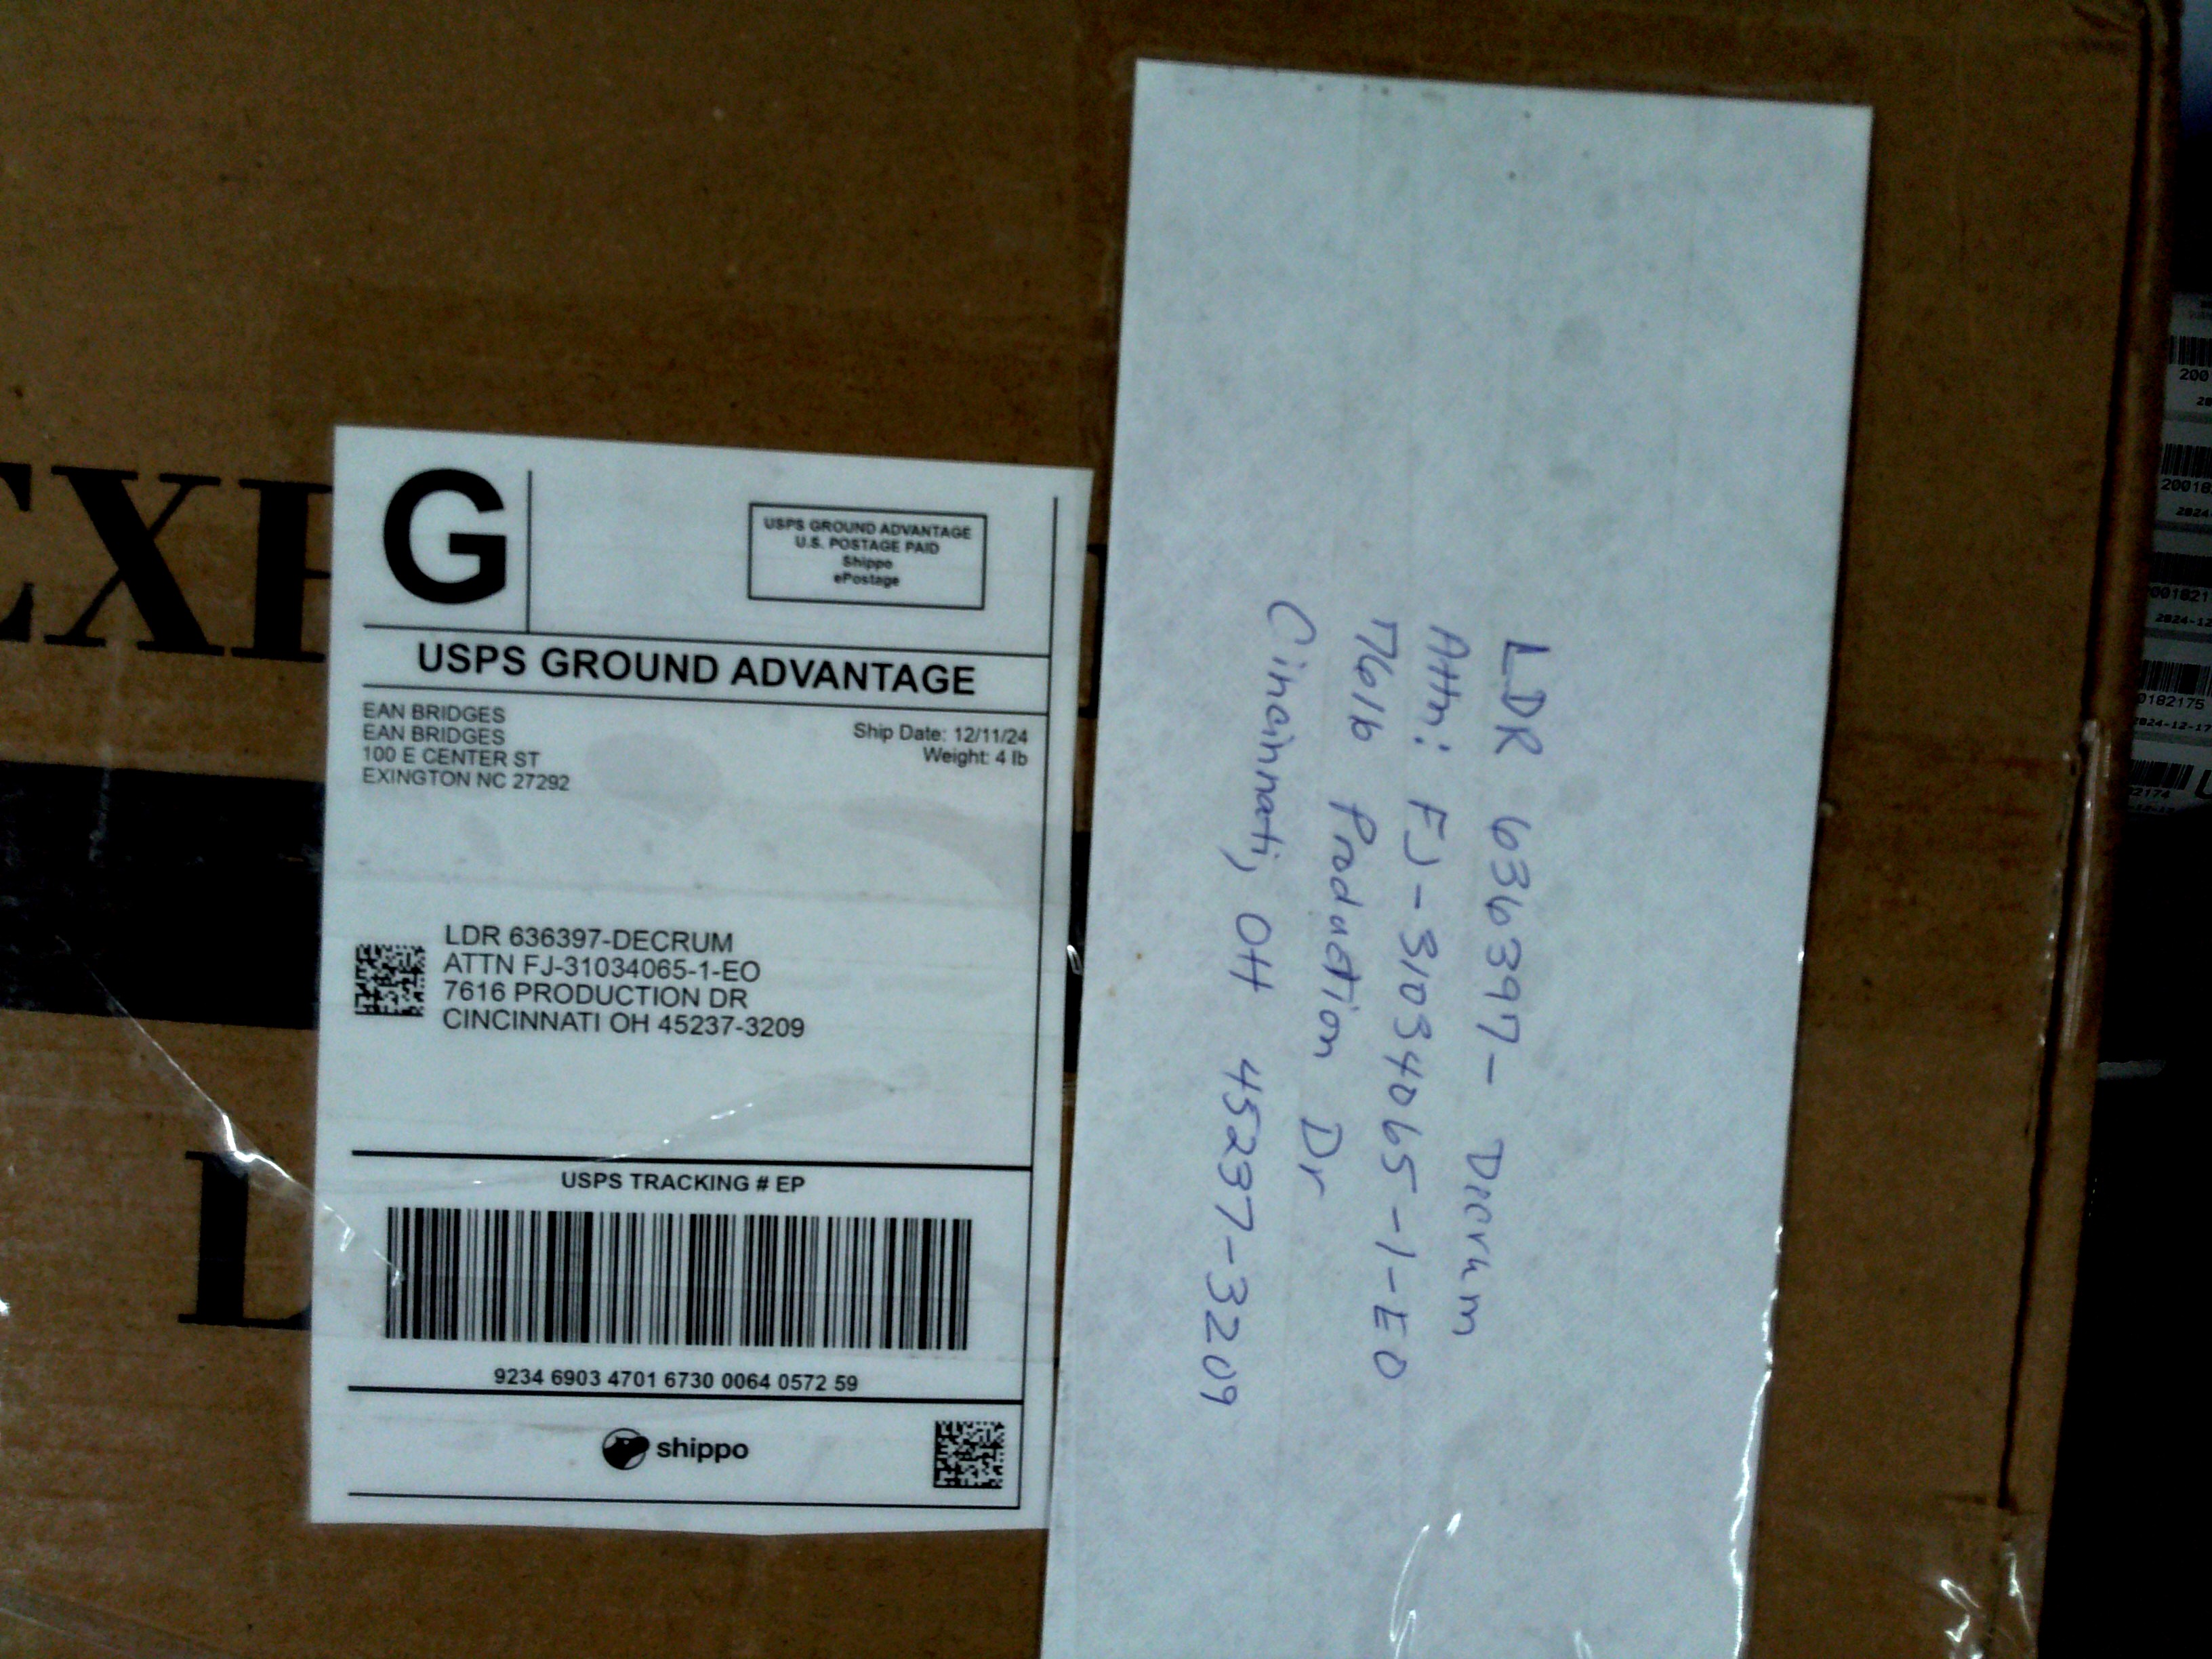 G
USPS GROUND ADVANTAGE
U.S. POSTAGE PAID
Shippo
ePostage
USPS GROUND ADVANTAGE
EAN BRIDGES
EAN BRIDGES
100 E CENTER ST
EXINGTON NC 27292
Ship Date: 12/11/24
Weight: 4 lb
LDR 636397-DECRUM
ATTN FJ-31034065-1-EO
7616 PRODUCTION DR
CINCINNATI OH 45237-3209
USPS TRACKING # EP
9234 6903 4701 6730 0064 0572 59
shippo
LDR 636397- Decrum
Attn: FJ-31034065-1-EO
7616 Production Dr
Cincinnati, OH 45237-3209